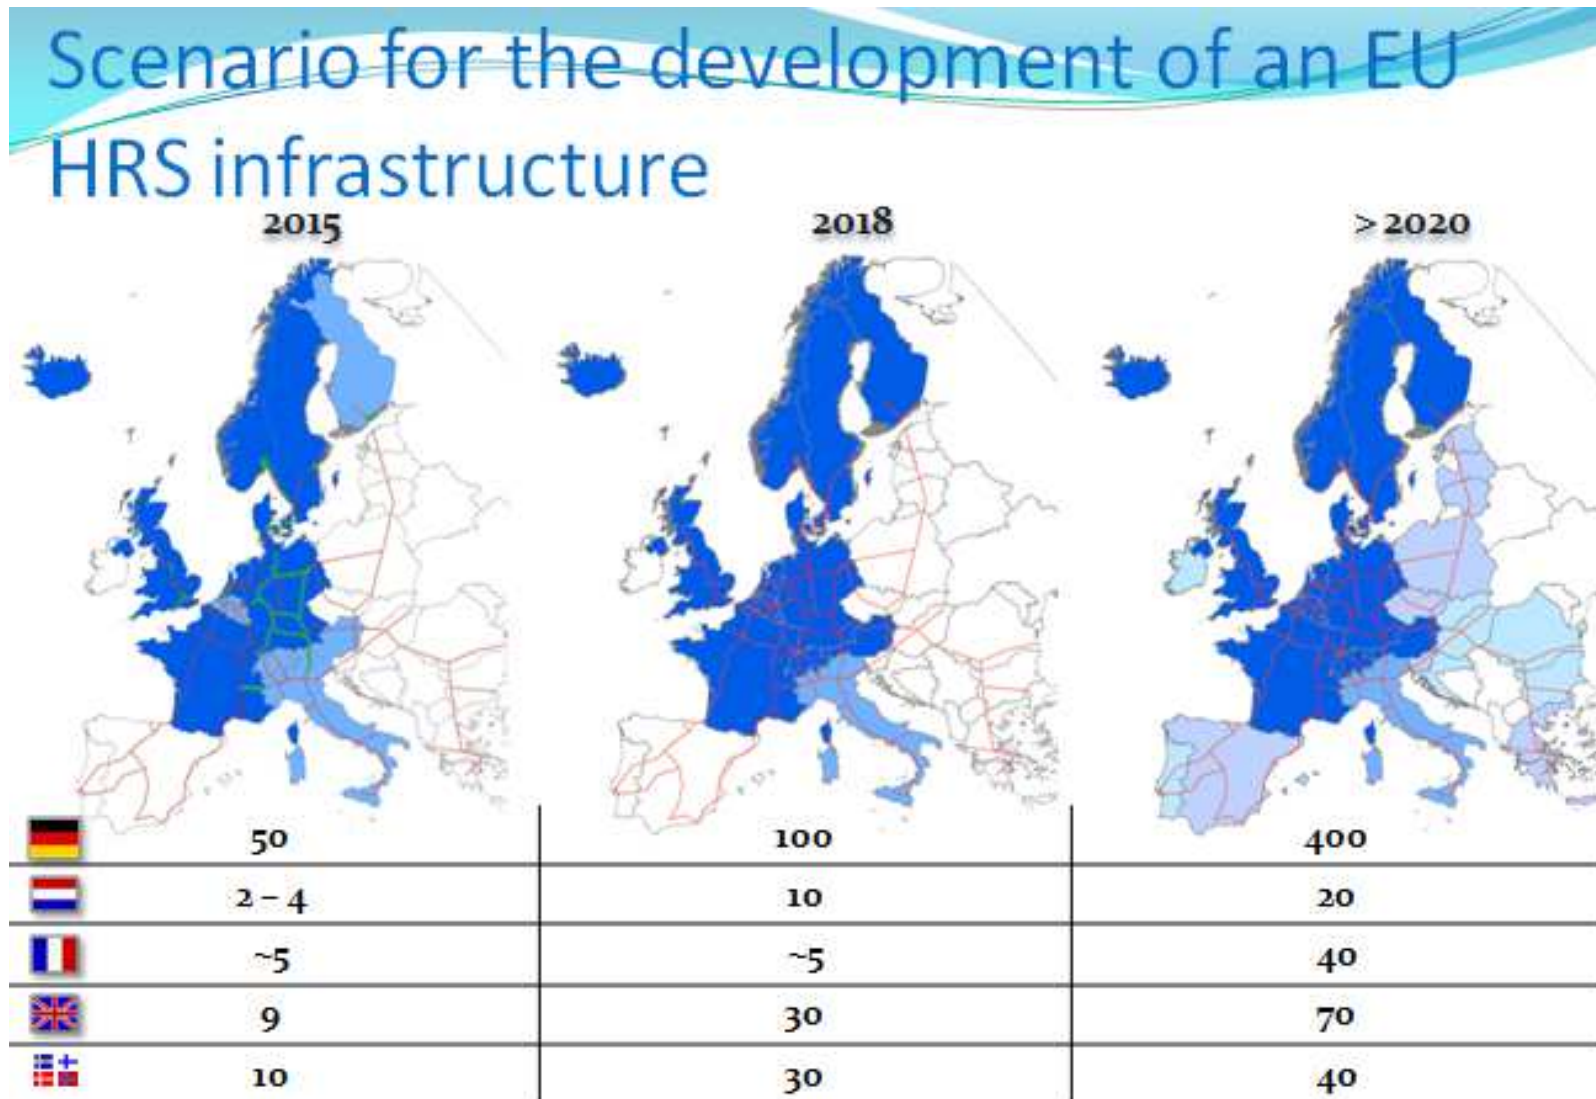 Scenario for the development of an EU
HRS infrastructure
2015 2018 > 2020
50 100 400
2 – 4 10 20
~5 ~5 40
9 30 70
10 30 40